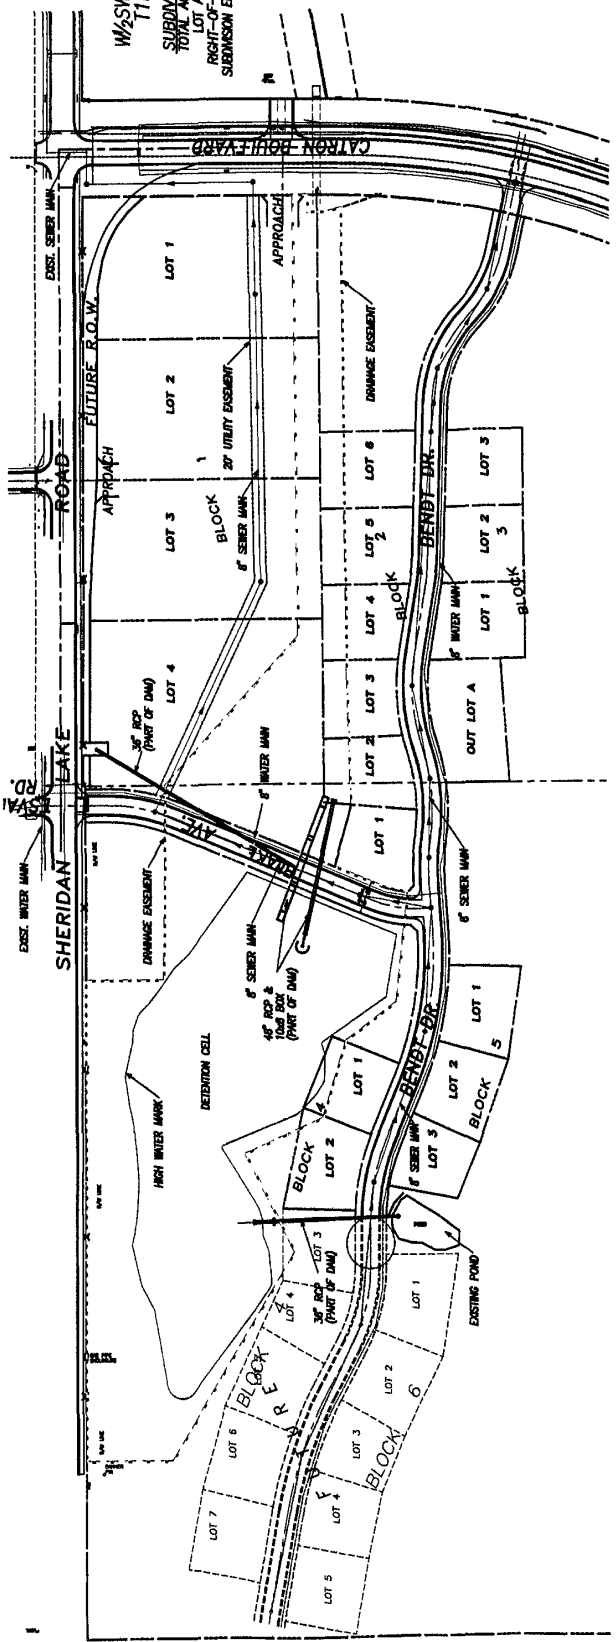 W/2SW
T1
SUBDIV
TOTAL AC
LOT A
RIGHT-OF-
SUBDIVISION E
EXIST. SEWER MAIN
CATRON BOULEVARD
FUTURE R.O.W.
SHERIDAN LAKE ROAD
RD.
EXIST. WATER MAIN
APPROACH
APPROACH
LOT 1
LOT 2
LOT 3
LOT 4
BLOCK 1
20' UTILITY EASEMENT
8" SEWER MAIN
DRAINAGE EASEMENT
36" RCP
(PART OF DAM)
8" WATER MAIN
AVE.
DRAINAGE EASEMENT
8" SEWER MAIN
48" RCP &
10x8 BOX
(PART OF DAM)
LOT 6
LOT 5
LOT 4
LOT 3
LOT 2
LOT 1
BLOCK 2
BENDT DR.
LOT 3
LOT 2
LOT 1
BLOCK 3
8" WATER MAIN
OUT LOT A
8" SEWER MAIN
DETENTION CELL
HIGH WATER MARK
BENDT DR.
LOT 1
LOT 2
LOT 3
BLOCK 4
LOT 1
LOT 2
LOT 3
BLOCK 5
8" SEWER MAIN
36" RCP
(PART OF DAM)
EXISTING POND
LOT 4
BLOCK
LOT 6
LOT 7
FUTURE
LOT 1
LOT 2
LOT 3
LOT 4
LOT 5
BLOCK 6